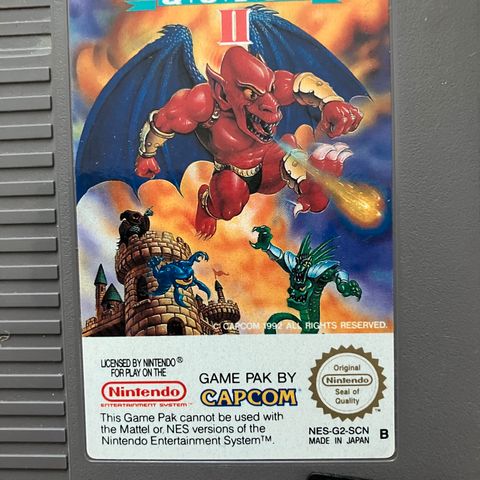 II
© CAPCOM 1992 ALL RIGHTS RESERVED.
LICENSED BY NINTENDO®
FOR PLAY ON THE
Nintendo®
ENTERTAINMENT SYSTEM™
GAME PAK BY
CAPCOM
This Game Pak cannot be used with
the Mattel or NES versions of the
Nintendo Entertainment System™.
Original
Nintendo
Seal of
Quality
NES-G2-SCN
MADE IN JAPAN
B